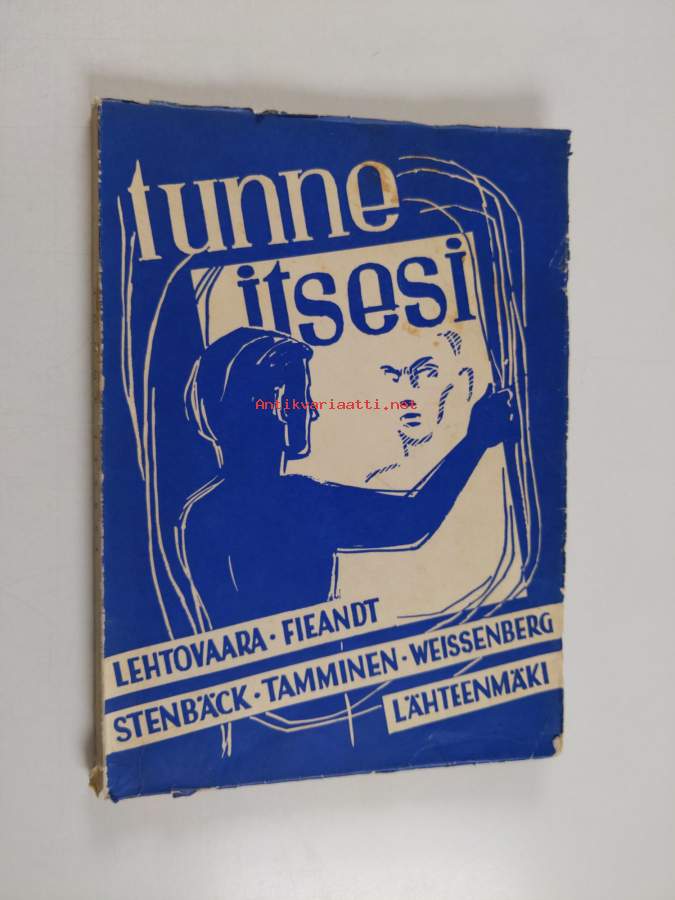 tunne
itsesi
Antikvariaatti.net
LEHTOVAARA · FIEANDT
STENBÄCK · TAMMINEN · WEISSENBERG
LÄHTEENMÄKI